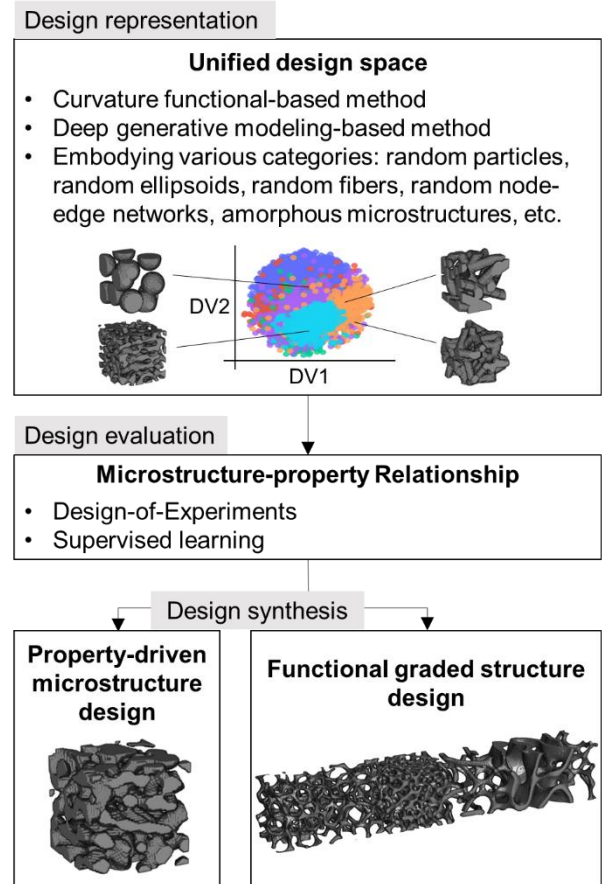 Design representation
Unified design space
• Curvature functional-based method
• Deep generative modeling-based method
• Embodying various categories: random particles,
random ellipsoids, random fibers, random node-
edge networks, amorphous microstructures, etc.
DV2
DV1
Design evaluation
Microstructure-property Relationship
• Design-of-Experiments
• Supervised learning
Design synthesis
Property-driven
microstructure
design
Functional graded structure
design